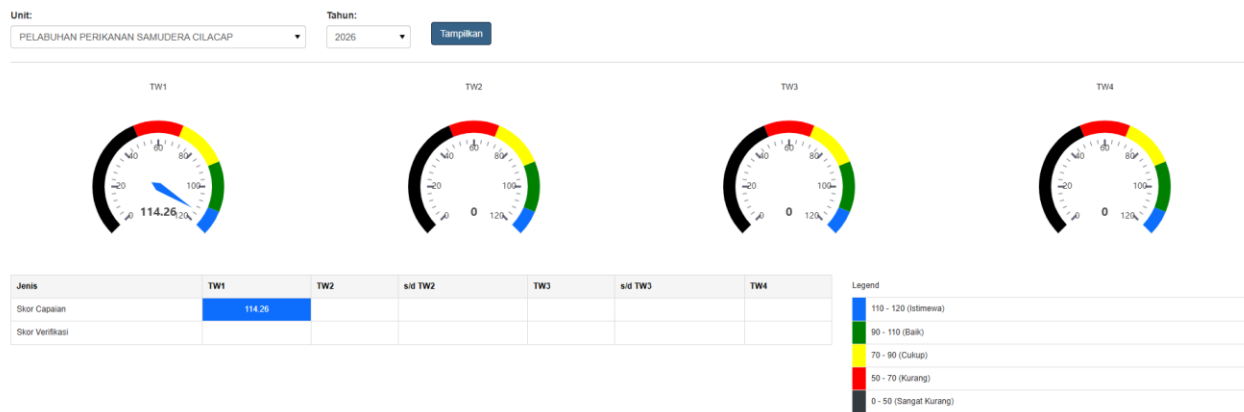 Unit:
Tahun:
PELABUHAN PERIKANAN SAMUDERA CILACAP
2026
Tampilkan
TW1
TW2
TW3
TW4
0 20 40 60 80 100 120
114.26
0 20 40 60 80 100 120
0
0 20 40 60 80 100 120
0
0 20 40 60 80 100 120
0
Jenis TW1 TW2 s/d TW2 TW3 s/d TW3 TW4
Skor Capaian 114.26
Skor Verifikasi
Legend
110 - 120 (Istimewa)
90 - 110 (Baik)
70 - 90 (Cukup)
50 - 70 (Kurang)
0 - 50 (Sangat Kurang)